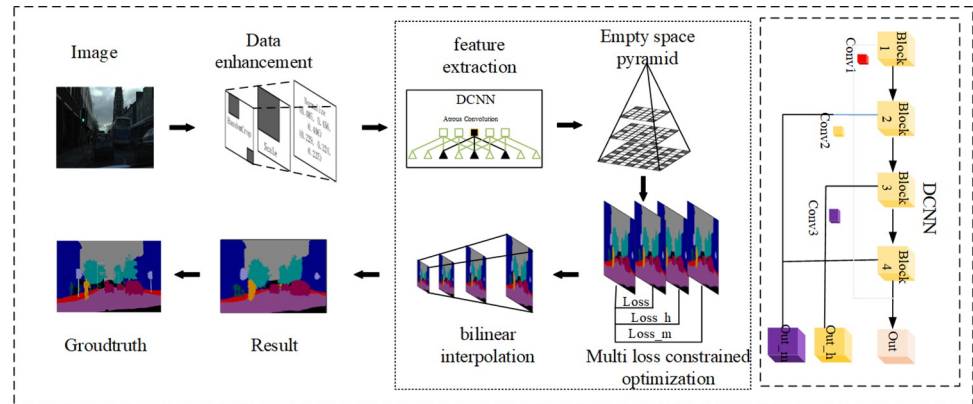 Image
Data
enhancement
RandomCrop
Scale
Normalize
feature
extraction
DCNN
Atrous Convolution
Empty space
pyramid
Groudtruth
Result
bilinear
interpolation
Loss
Loss_h
Loss_m
Multi loss constrained
optimization
Block
1
Conv1
Block
2
Conv2
Block
3
Conv3
DCNN
Block
4
Out_m
Out_h
Out